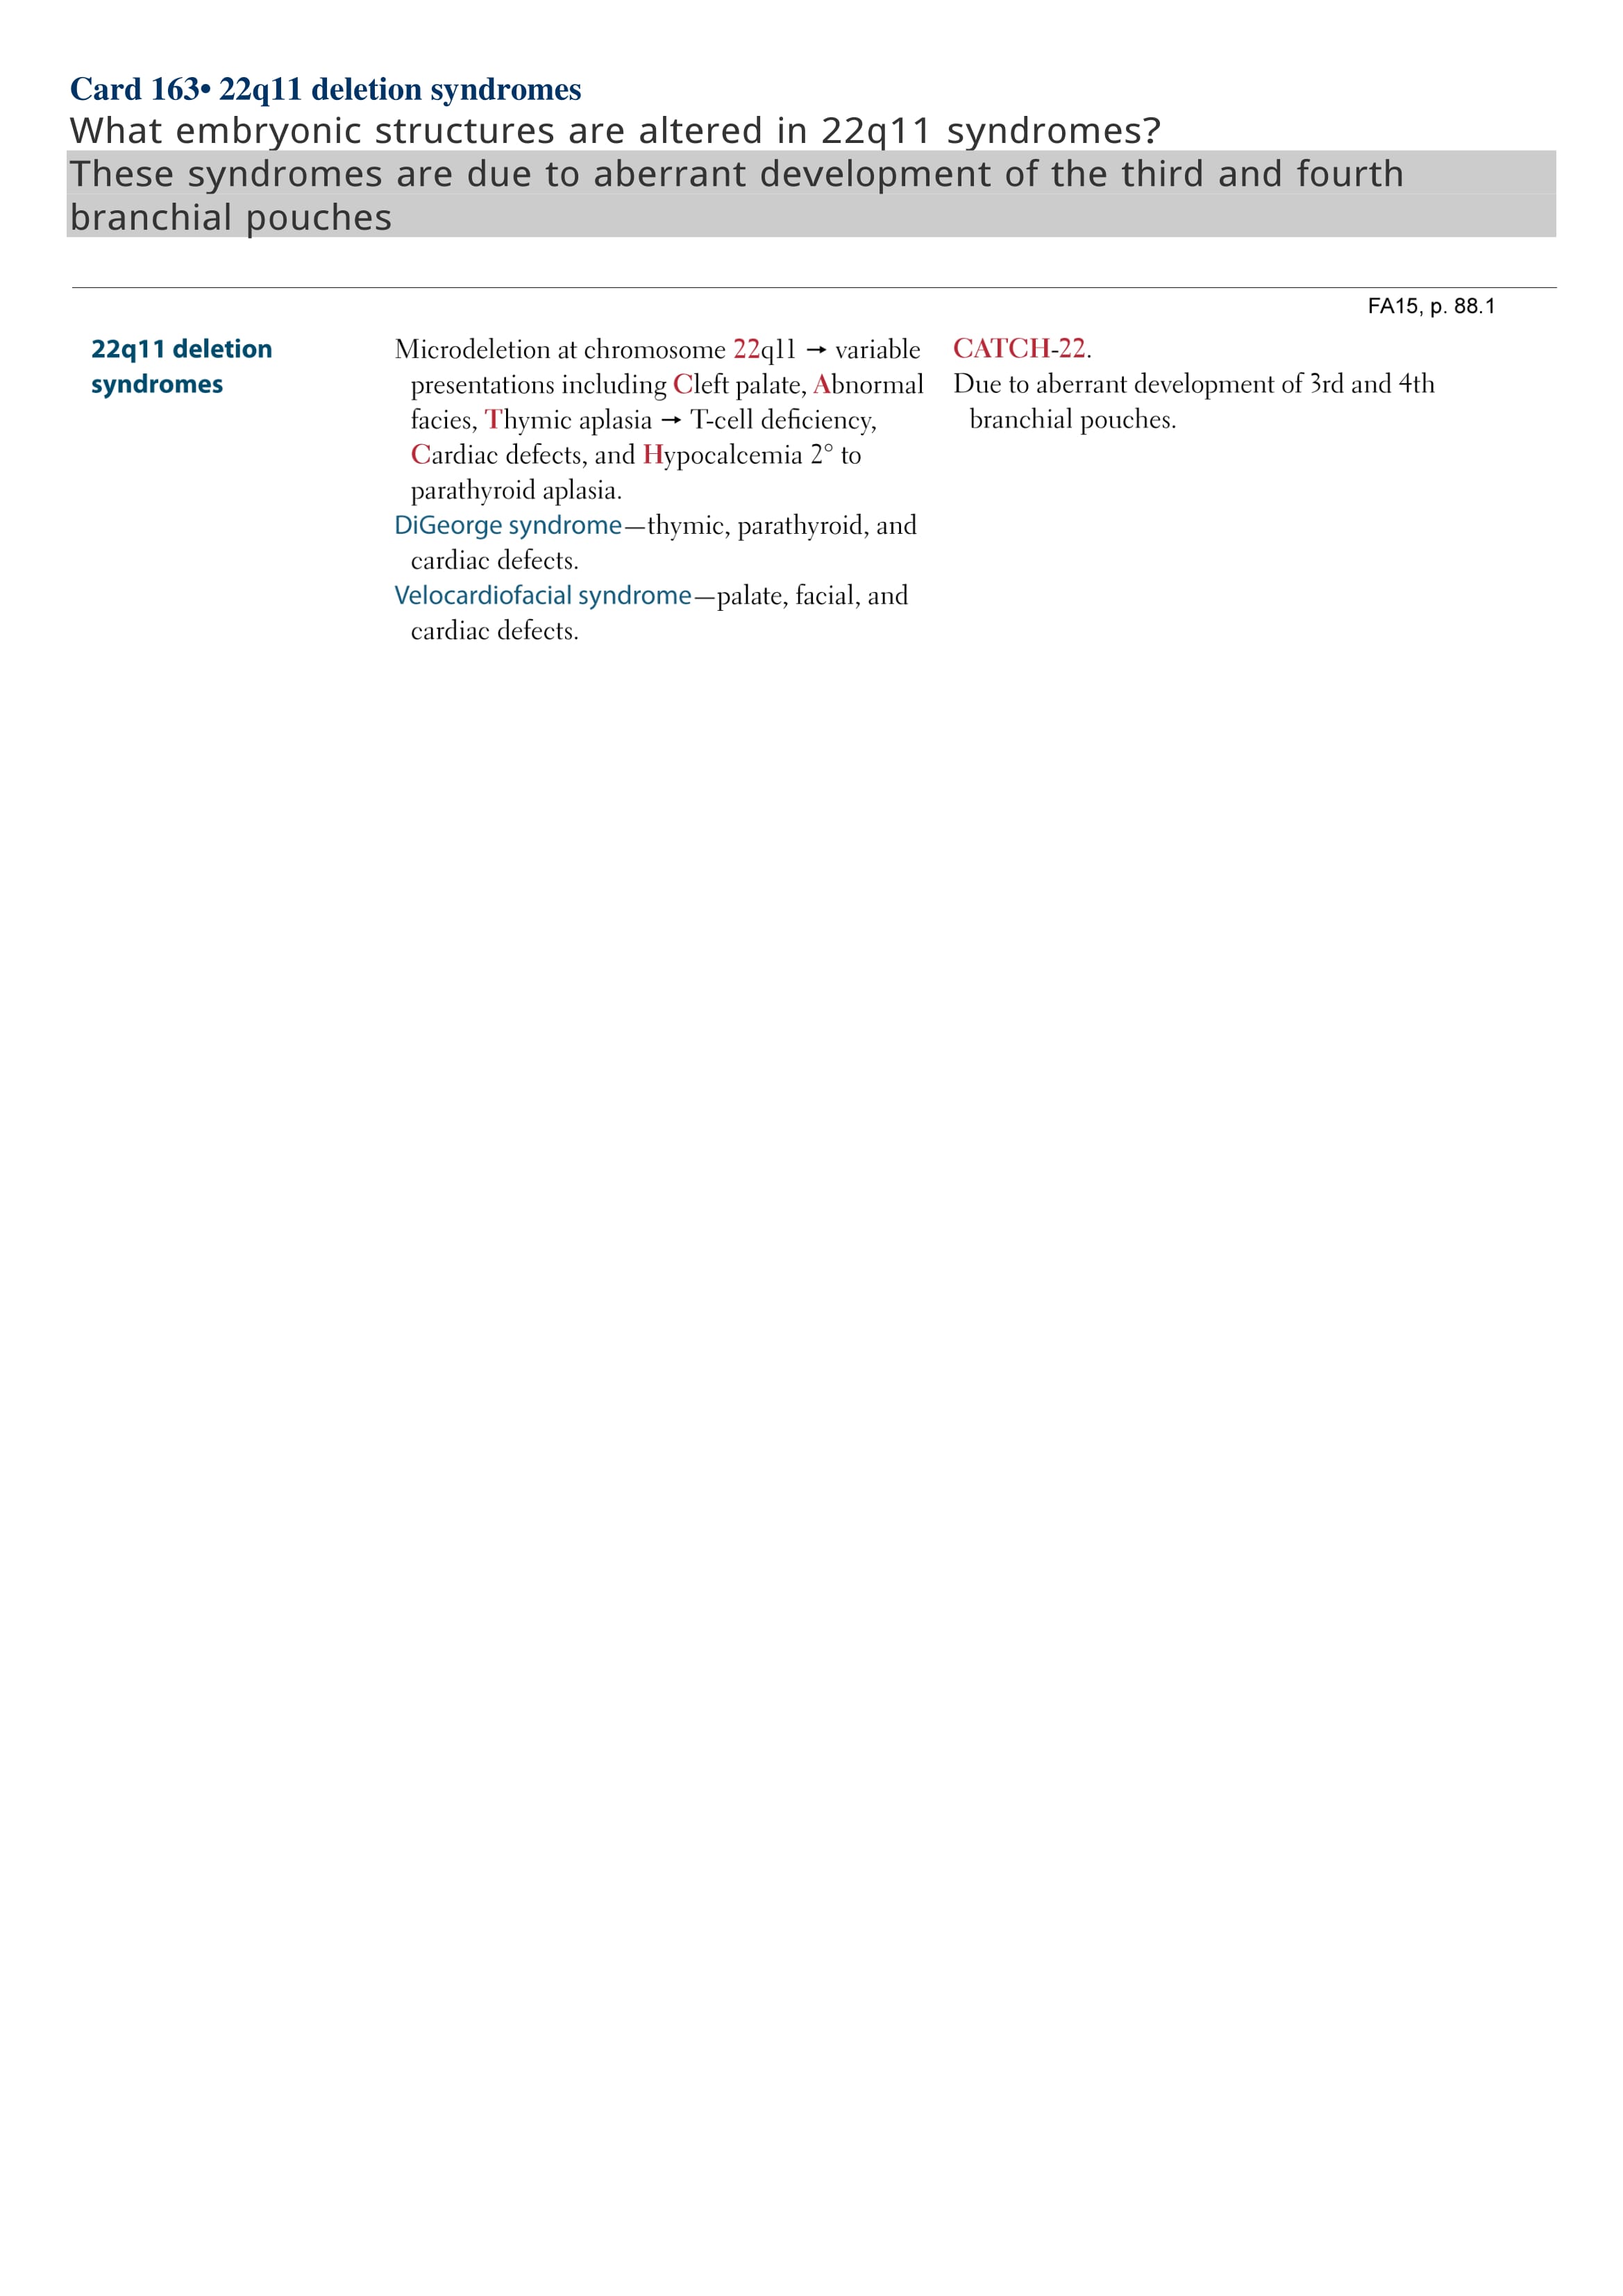 Card 163• 22q11 deletion syndromes
What embryonic structures are altered in 22q11 syndromes?
These syndromes are due to aberrant development of the third and fourth
branchial pouches
FA15, p. 88.1
22q11 deletion
syndromes
Microdeletion at chromosome 22q11 → variable
presentations including Cleft palate, Abnormal
facies, Thymic aplasia → T-cell deficiency,
Cardiac defects, and Hypocalcemia 2° to
parathyroid aplasia.
DiGeorge syndrome—thymic, parathyroid, and
cardiac defects.
Velocardiofacial syndrome—palate, facial, and
cardiac defects.
CATCH-22.
Due to aberrant development of 3rd and 4th
branchial pouches.